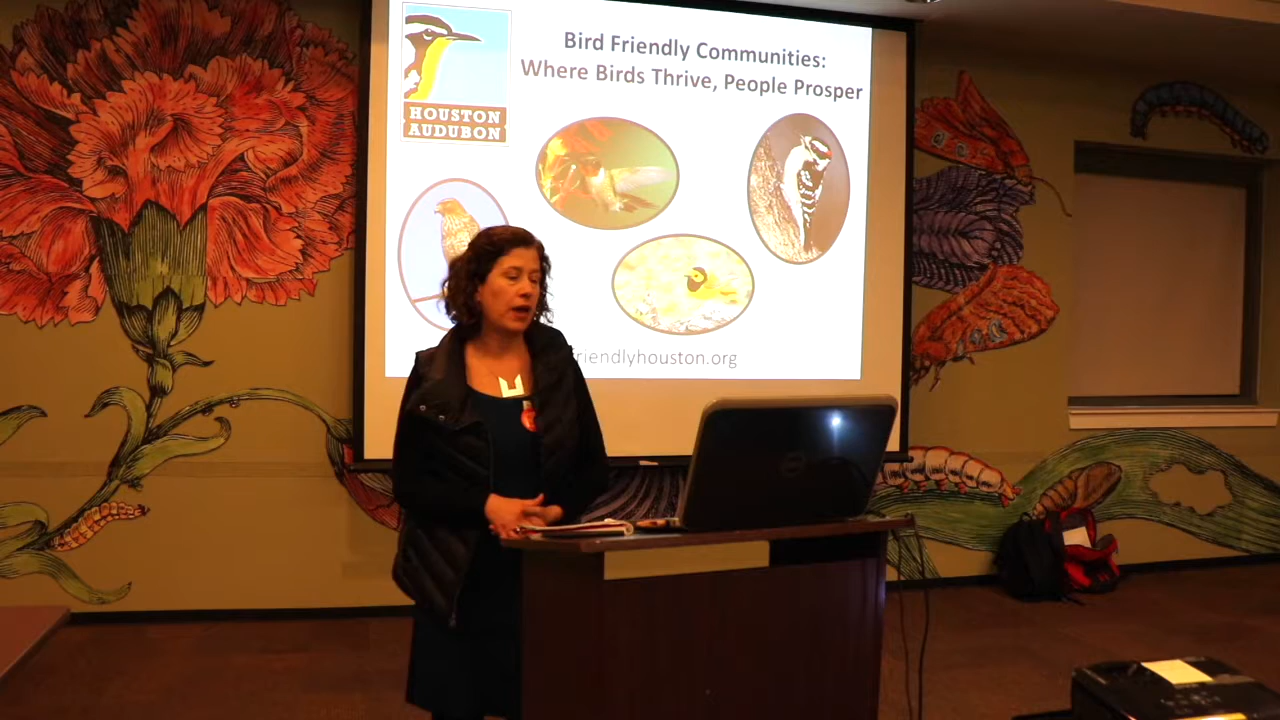 Bird Friendly Communities:
Where Birds Thrive, People Prosper
HOUSTON
AUDUBON
friendlyhouston.org